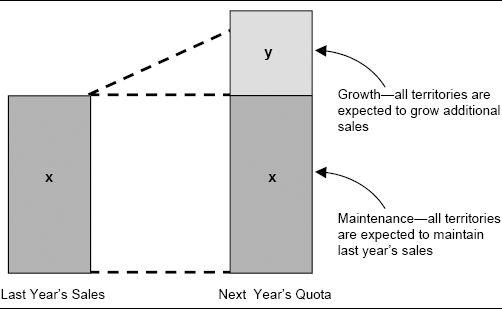 y
Growth—all territories are
expected to grow additional
sales
x
x
Maintenance—all territories
are expected to maintain
last year's sales
Last Year's Sales
Next Year's Quota